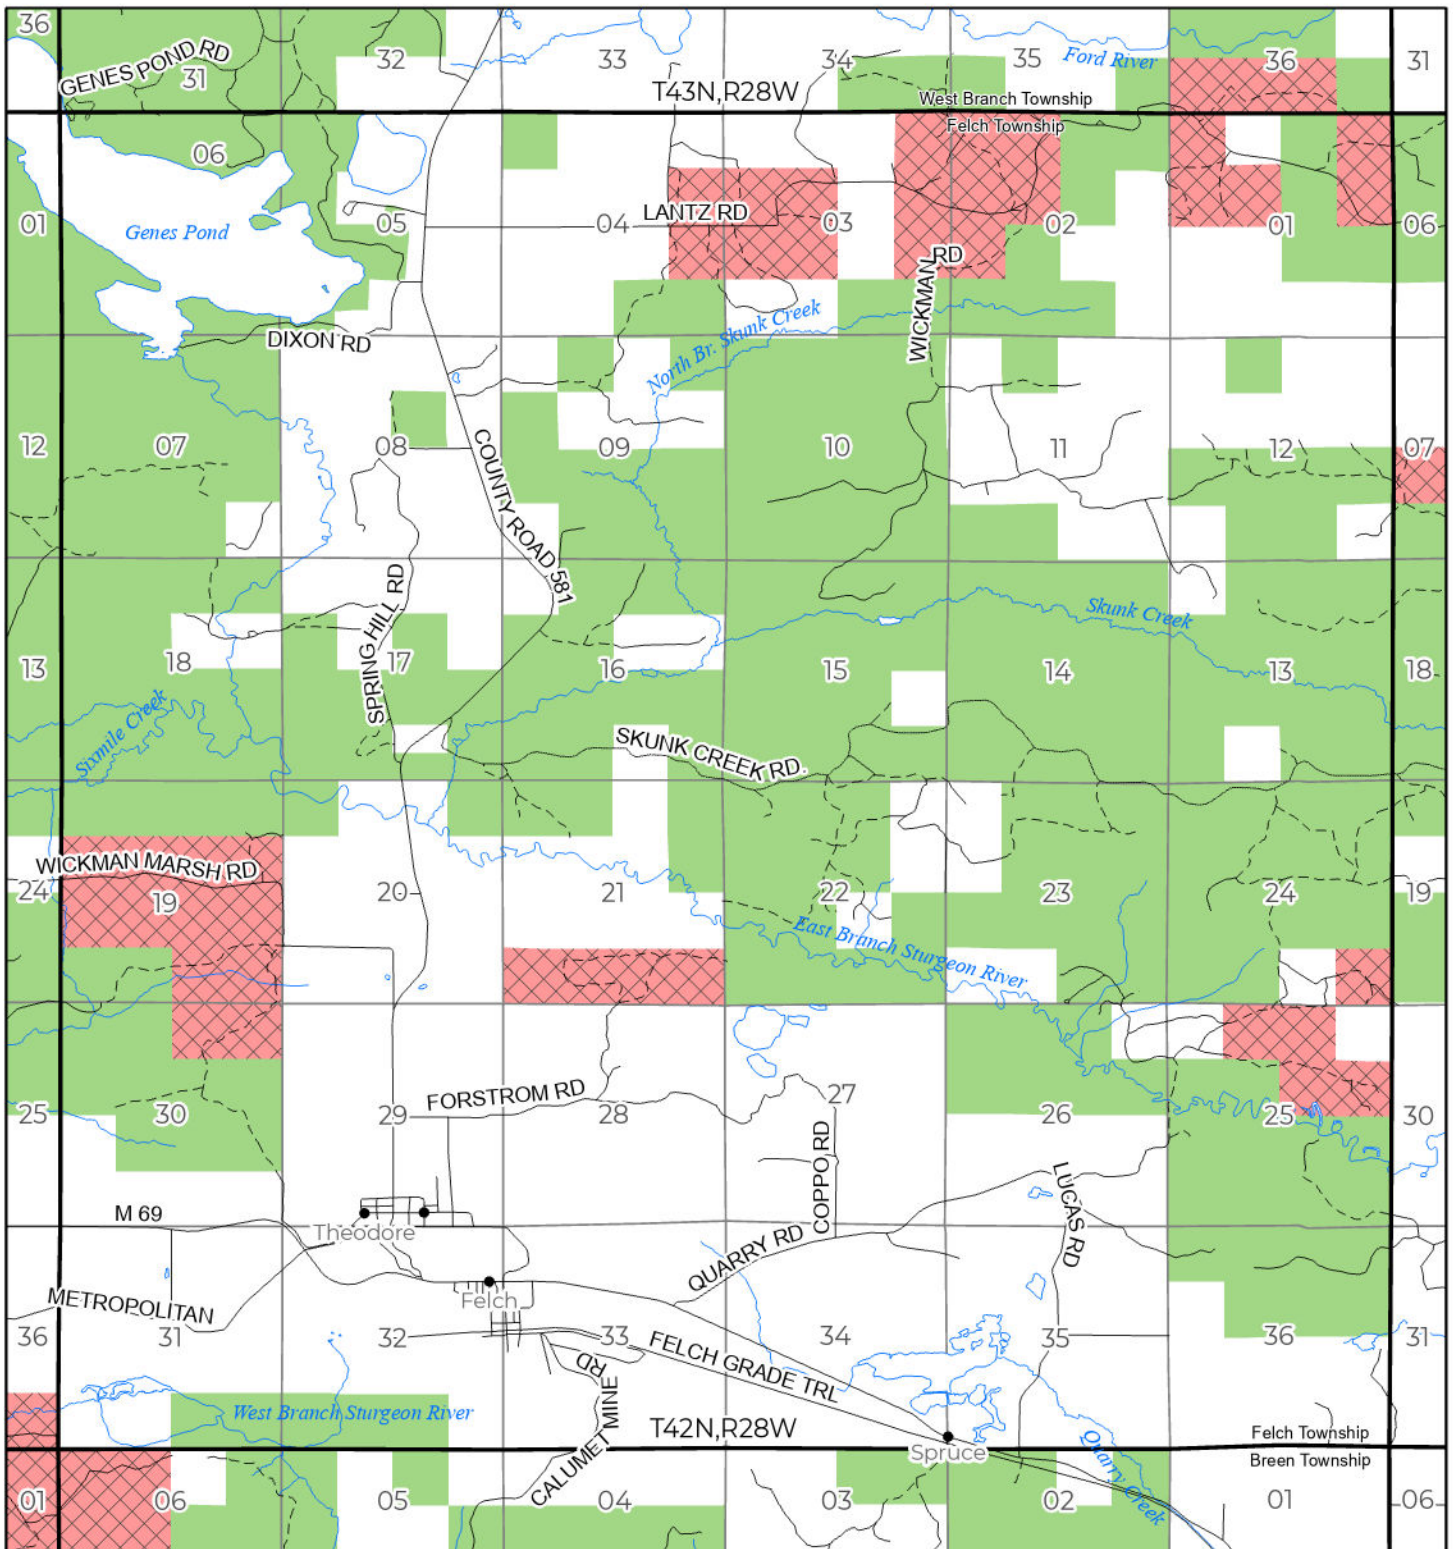 36
32
33
34
35
Ford River
36
31
GENES POND RD
31
T43N,R28W
West Branch Township
Felch Township
06
01
Genes Pond
05
04
LANTZ RD
03
02
01
06
WICKMAN RD
DIXON RD
North Br. Skunk Creek
12
07
08
COUNTY ROAD 581
09
10
11
12
07
SPRING HILL RD
Skunk Creek
13
18
17
16
15
14
13
18
Sixmile Creek
SKUNK CREEK RD.
WICKMAN MARSH RD
24
19
20
21
22
23
24
19
East Branch Sturgeon River
25
30
29
FORSTROM RD
28
27
26
25
30
COPPO RD
LUCAS RD
M 69
Theodore
QUARRY RD
METROPOLITAN
Felch
36
31
32
33
34
35
36
31
FELCH GRADE TRL
CALUMET MINE RD
West Branch Sturgeon River
T42N,R28W
Spruce
Quarry Creek
Felch Township
Breen Township
01
06
05
04
03
02
01
06